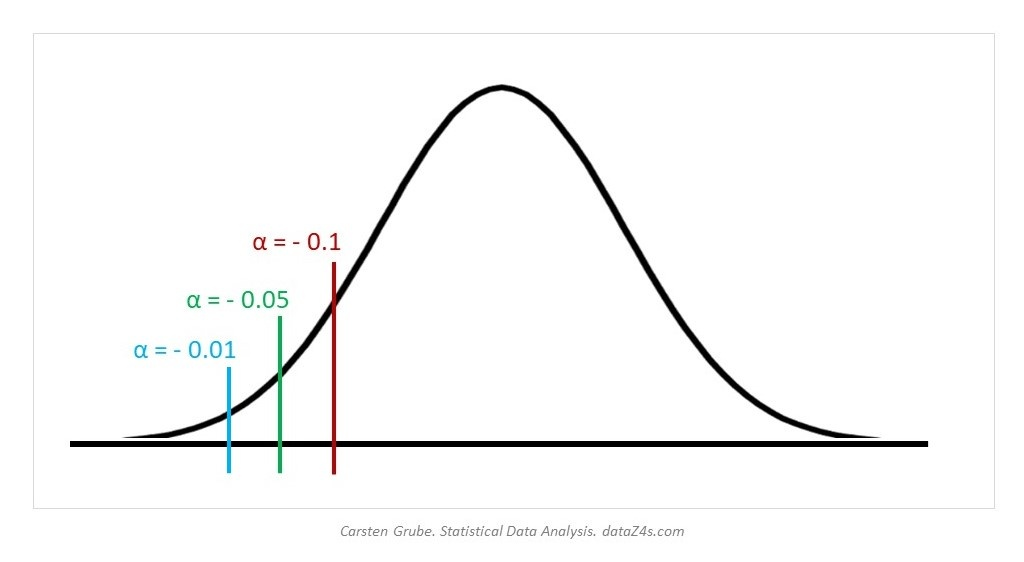 α = - 0.1
α = - 0.05
α = - 0.01
Carsten Grube. Statistical Data Analysis. dataZ4s.com